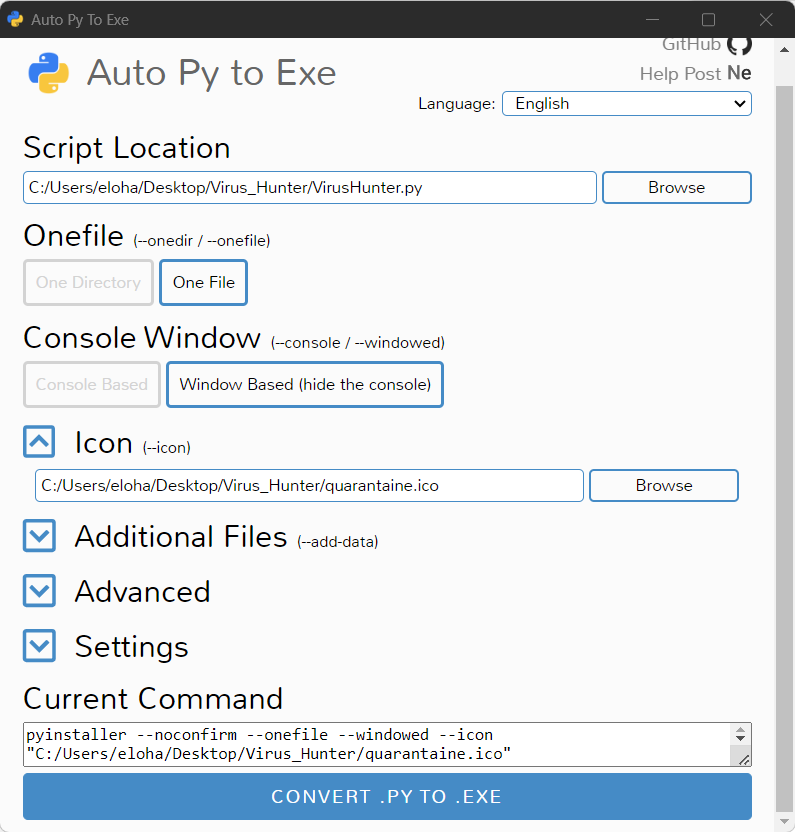 Auto Py To Exe
GitHub
Auto Py to Exe
Help Post Ne
Language: English
Script Location
C:/Users/eloha/Desktop/Virus_Hunter/VirusHunter.py Browse
Onefile (--onedir / --onefile)
One Directory One File
Console Window (--console / --windowed)
Console Based Window Based (hide the console)
Icon (--icon)
C:/Users/eloha/Desktop/Virus_Hunter/quarantaine.ico Browse
Additional Files (--add-data)
Advanced
Settings
Current Command
pyinstaller --noconfirm --onefile --windowed --icon
"C:/Users/eloha/Desktop/Virus_Hunter/quarantaine.ico"
CONVERT .PY TO .EXE